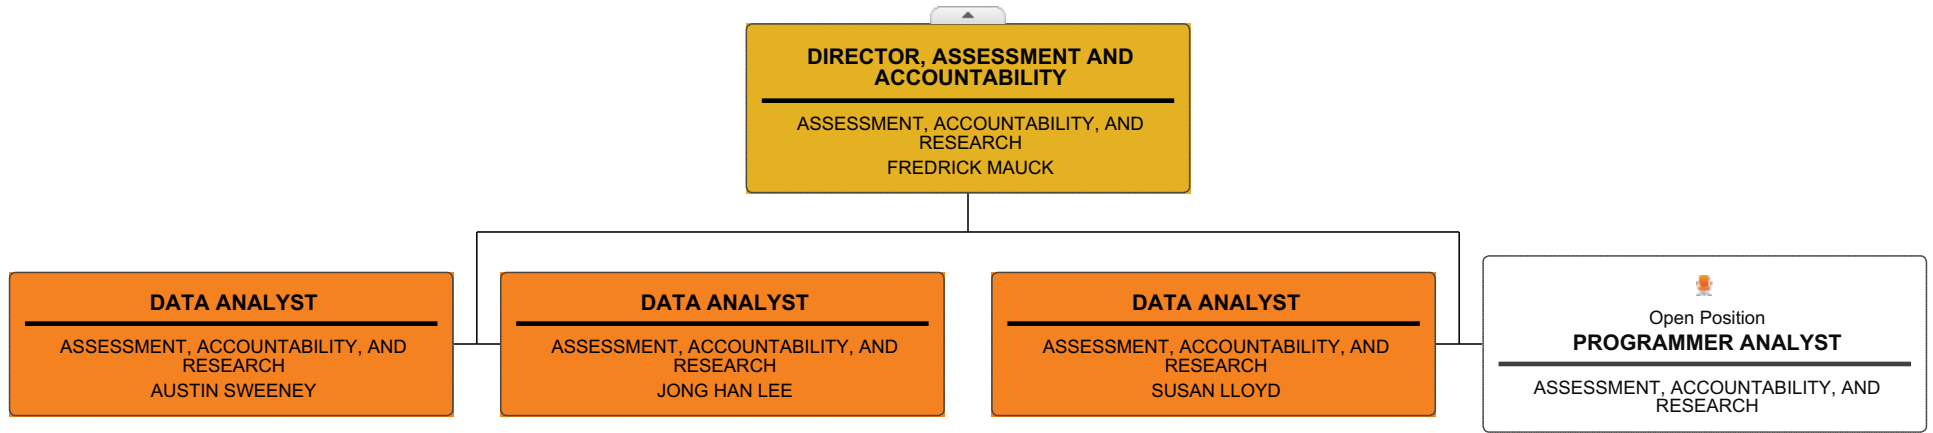 DIRECTOR, ASSESSMENT AND
ACCOUNTABILITY
ASSESSMENT, ACCOUNTABILITY, AND
RESEARCH
FREDRICK MAUCK
DATA ANALYST
ASSESSMENT, ACCOUNTABILITY, AND
RESEARCH
AUSTIN SWEENEY
DATA ANALYST
ASSESSMENT, ACCOUNTABILITY, AND
RESEARCH
JONG HAN LEE
DATA ANALYST
ASSESSMENT, ACCOUNTABILITY, AND
RESEARCH
SUSAN LLOYD
Open Position
PROGRAMMER ANALYST
ASSESSMENT, ACCOUNTABILITY, AND
RESEARCH